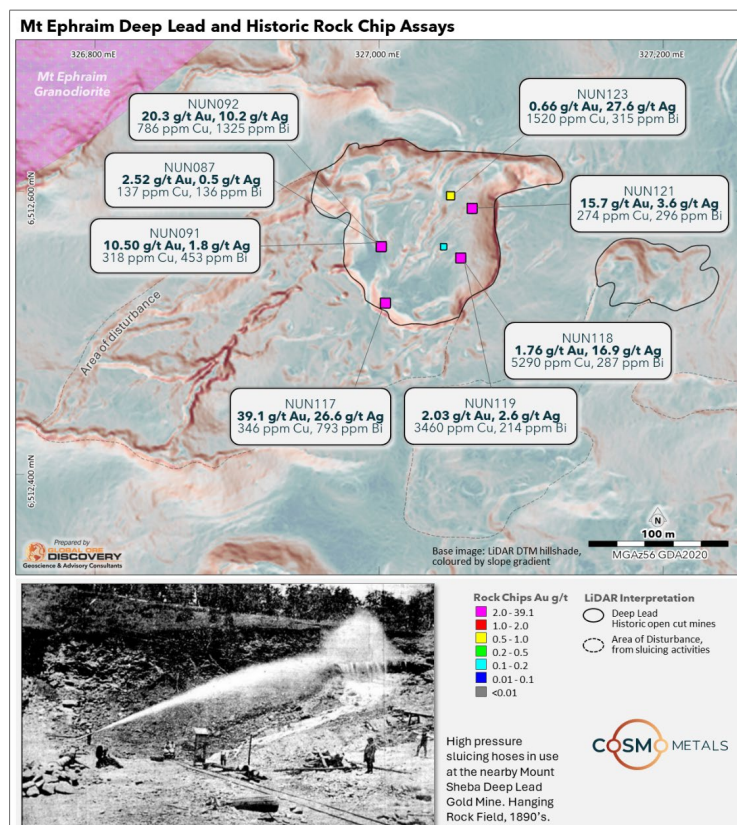 Mt Ephraim Deep Lead and Historic Rock Chip Assays
326,800 mE
327,000 mE
327,200 mE
Mt Ephraim
Granodiorite
NUN092
20.3 g/t Au, 10.2 g/t Ag
786 ppm Cu, 1325 ppm Bi
NUN123
0.66 g/t Au, 27.6 g/t Ag
1520 ppm Cu, 315 ppm Bi
NUN087
2.52 g/t Au, 0.5 g/t Ag
137 ppm Cu, 136 ppm Bi
NUN121
15.7 g/t Au, 3.6 g/t Ag
274 ppm Cu, 296 ppm Bi
6,512,600 mN
NUN091
10.50 g/t Au, 1.8 g/t Ag
318 ppm Cu, 453 ppm Bi
Area of disturbance
NUN118
1.76 g/t Au, 16.9 g/t Ag
5290 ppm Cu, 287 ppm Bi
NUN117
39.1 g/t Au, 26.6 g/t Ag
346 ppm Cu, 793 ppm Bi
NUN119
2.03 g/t Au, 2.6 g/t Ag
3460 ppm Cu, 214 ppm Bi
6,512,400 mN
N
100 m
MGAz56 GDA2020
Prepared by
GLOBAL ORE
DISCOVERY
Geoscience & Advisory Consultants
Base image: LiDAR DTM hillshade,
coloured by slope gradient
Rock Chips Au g/t
2.0 - 39.1
1.0 - 2.0
0.5 - 1.0
0.2 - 0.5
0.1 - 0.2
0.01 - 0.1
<0.01
LiDAR Interpretation
Deep Lead
Historic open cut mines
Area of Disturbance,
from sluicing activities
High pressure
sluicing hoses in use
at the nearby Mount
Sheba Deep Lead
Gold Mine. Hanging
Rock Field, 1890's.
COSMO METALS